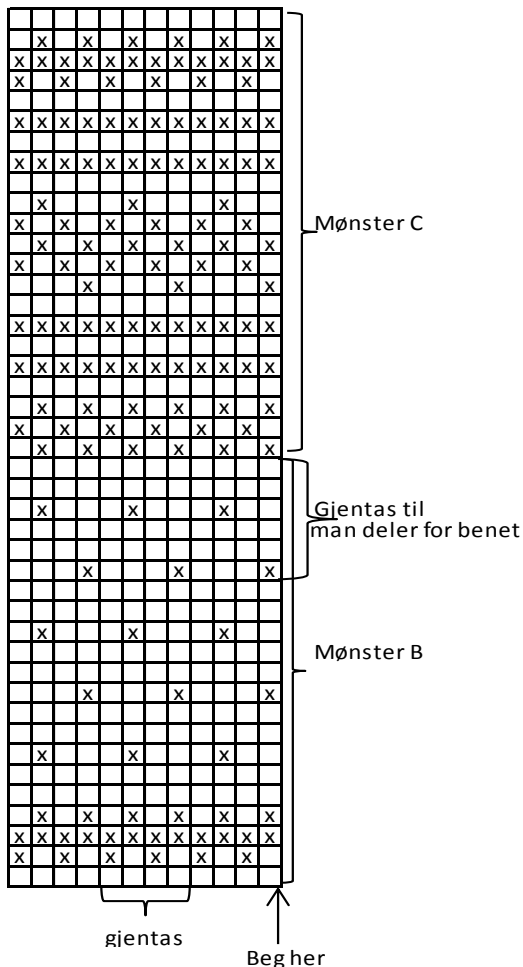 Mønster C
Gjentas til
man deler for benet
Mønster B
gjentas
Beg her